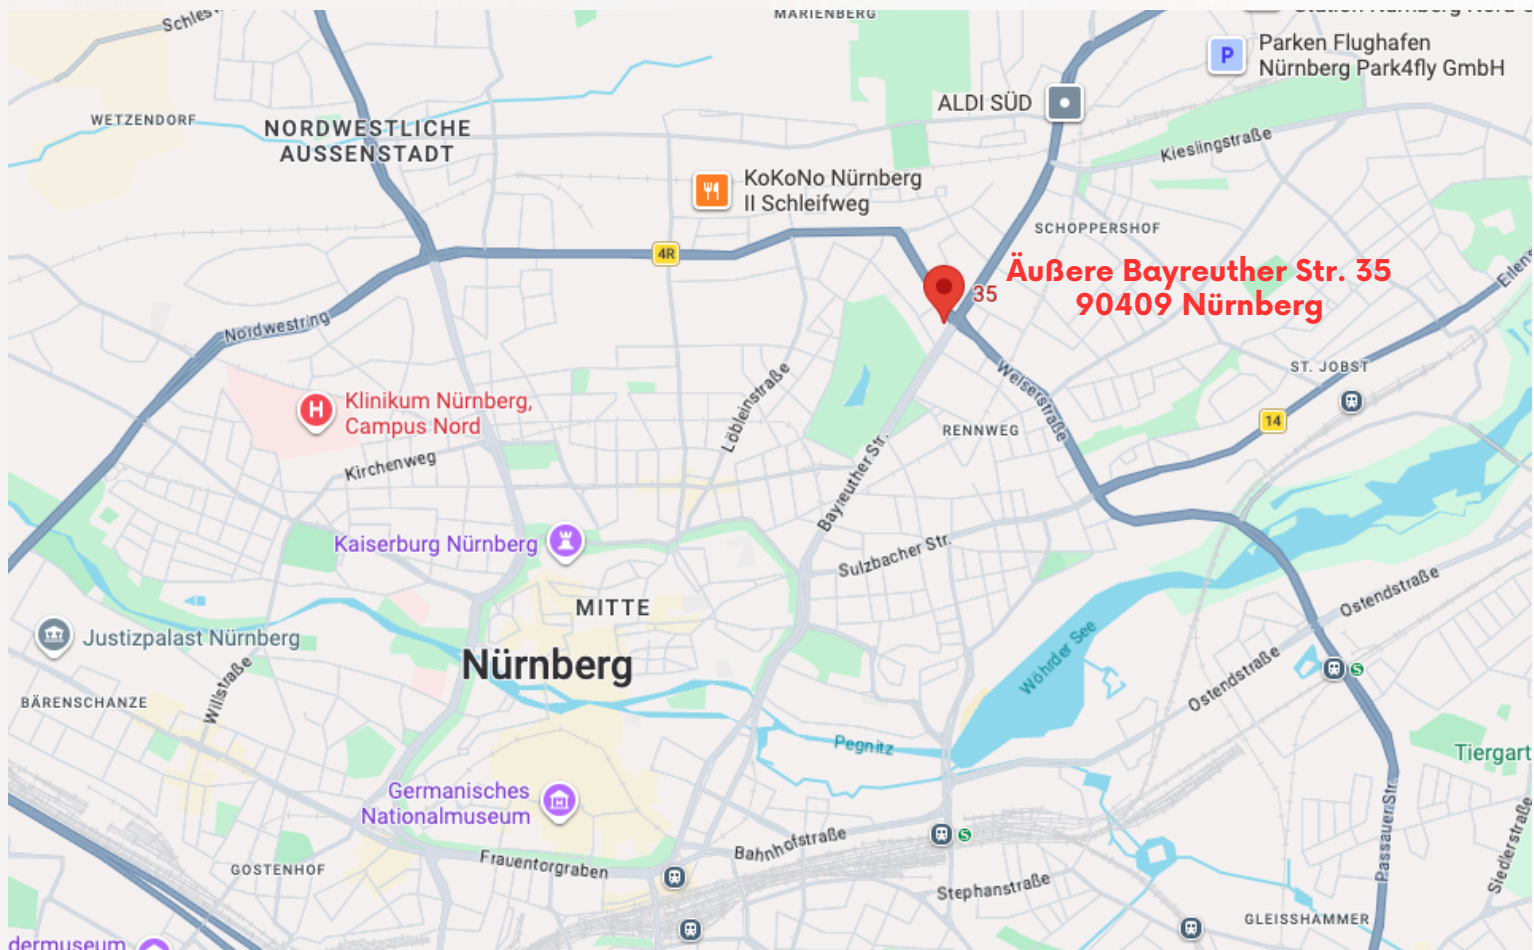 MARIENBERG
Parken Flughafen
Nürnberg Park4fly GmbH
P
ALDI SÜD
WETZENDORF
NORDWESTLICHE
AUSSENSTADT
Kieslingstraße
KoKoNo Nürnberg
II Schleifweg
SCHOPPERSHOF
4R
Äußere Bayreuther Str. 35
90409 Nürnberg
35
Nordwestring
Welserstraße
ST. JOBST
Löbleinstraße
H
Klinikum Nürnberg,
Campus Nord
14
RENNWEG
Kirchenweg
Bayreuther Str.
Kaiserburg Nürnberg
Sulzbacher Str.
MITTE
Ostendstraße
Justizpalast Nürnberg
Nürnberg
Wöhrder See
S
Ostendstraße
Willstraße
BÄRENSCHANZE
Pegnitz
Tiergart
Germanisches
Nationalmuseum
Passauer Str.
Siedlerstraße
Bahnhofstraße
S
GOSTENHOF
Frauentorgraben
Stephanstraße
GLEISSHAMMER
dermuseum